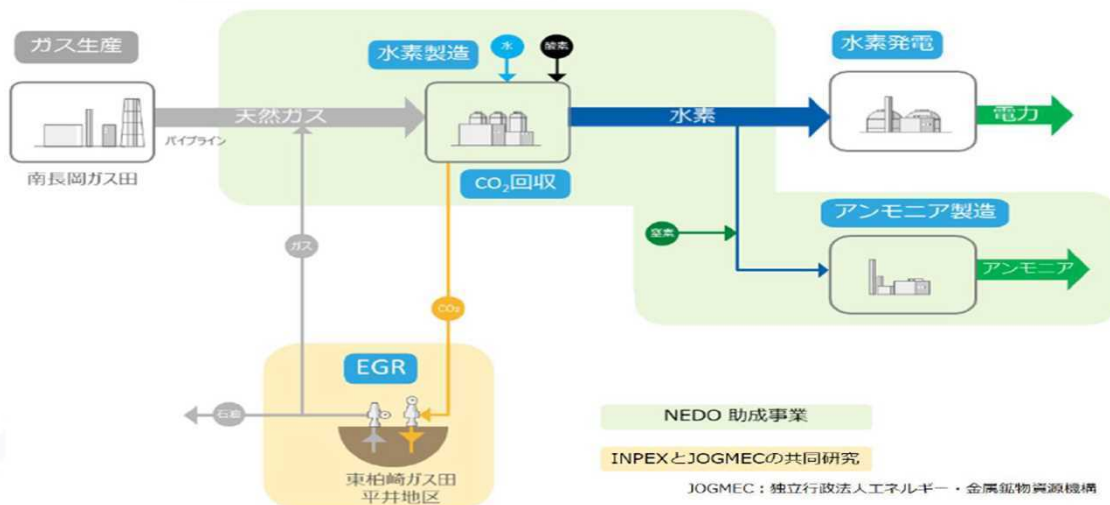 ガス生産
水素製造
水
酸素
水素発電
天然ガス
パイプライン
水素
電力
南長岡ガス田
CO₂回収
アンモニア製造
窒素
ガス
アンモニア
CO₂
EGR
石油
東柏崎ガス田
平井地区
NEDO 助成事業
INPEXとJOGMECの共同研究
JOGMEC：独立行政法人エネルギー・金属鉱物資源機構